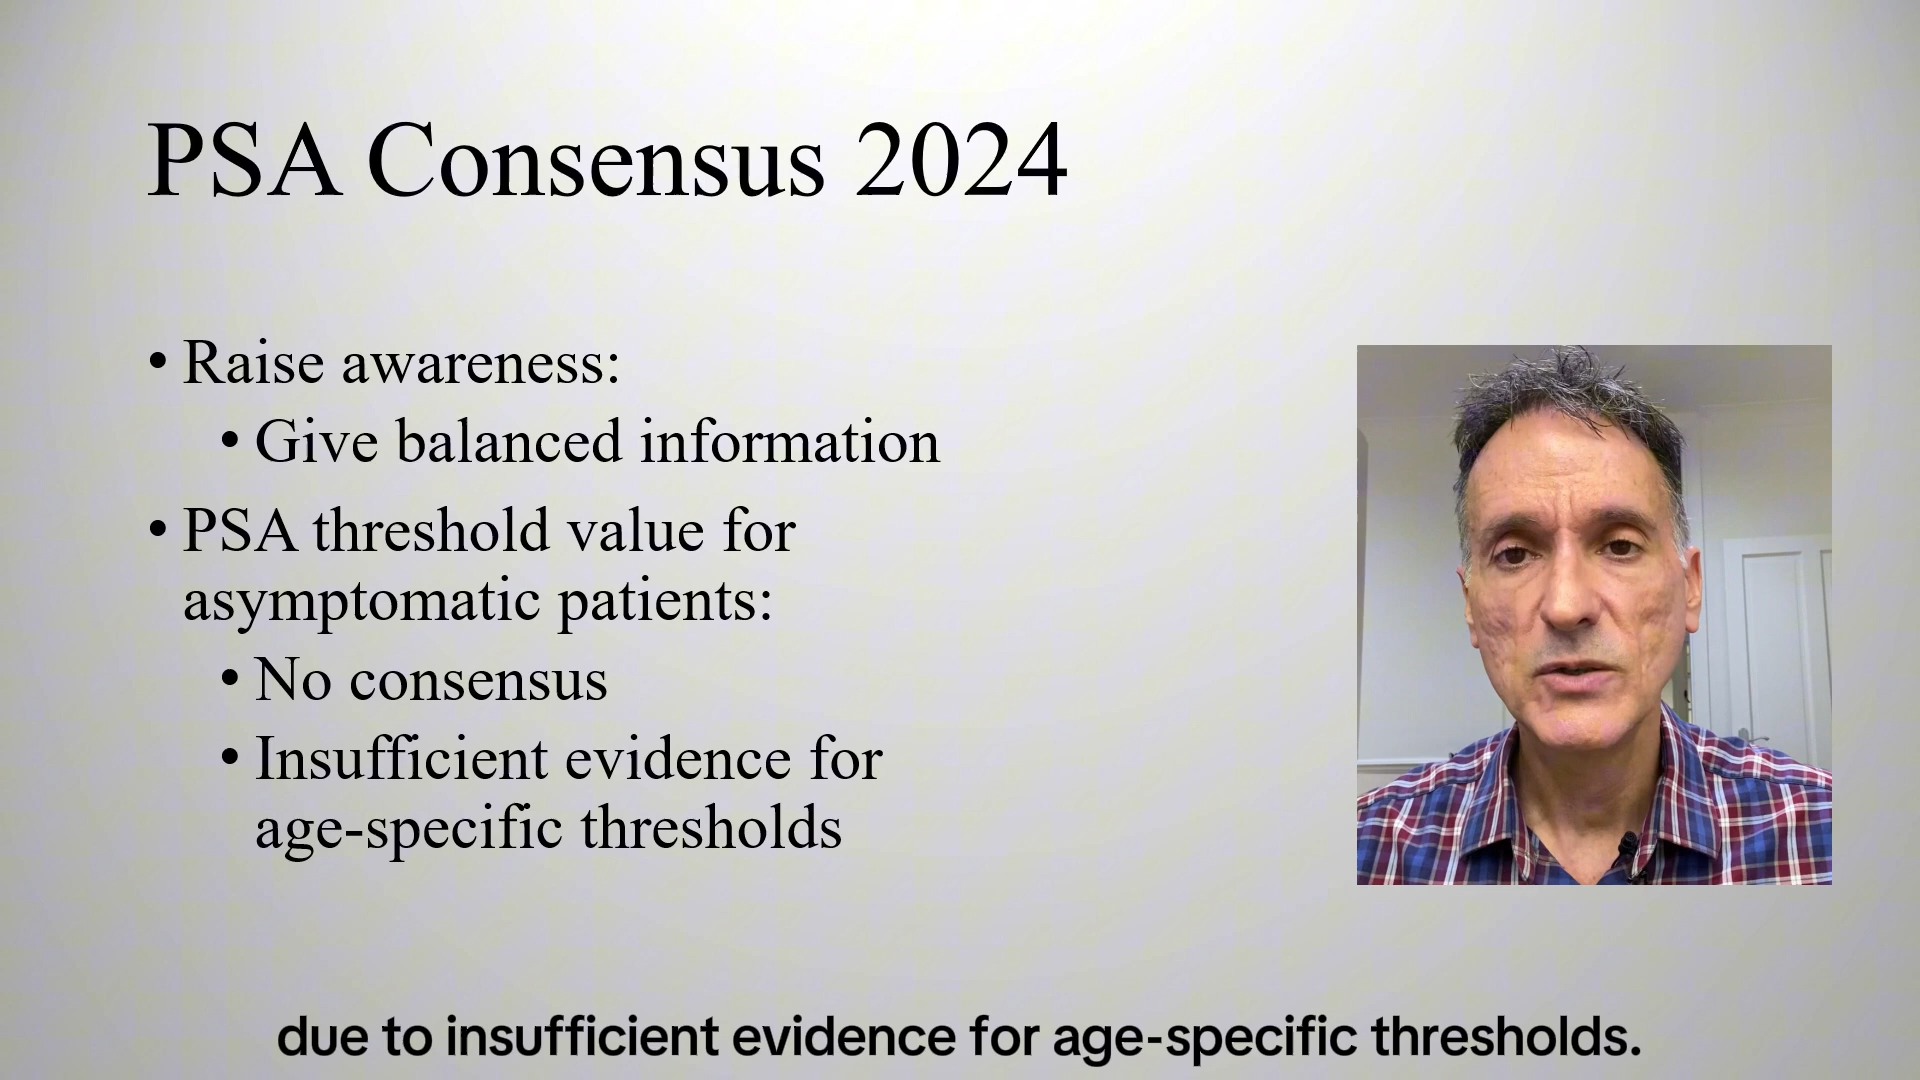 PSA Consensus 2024
• Raise awareness:
• Give balanced information
• PSA threshold value for
asymptomatic patients:
• No consensus
• Insufficient evidence for
age-specific thresholds
due to insufficient evidence for age-specific thresholds.